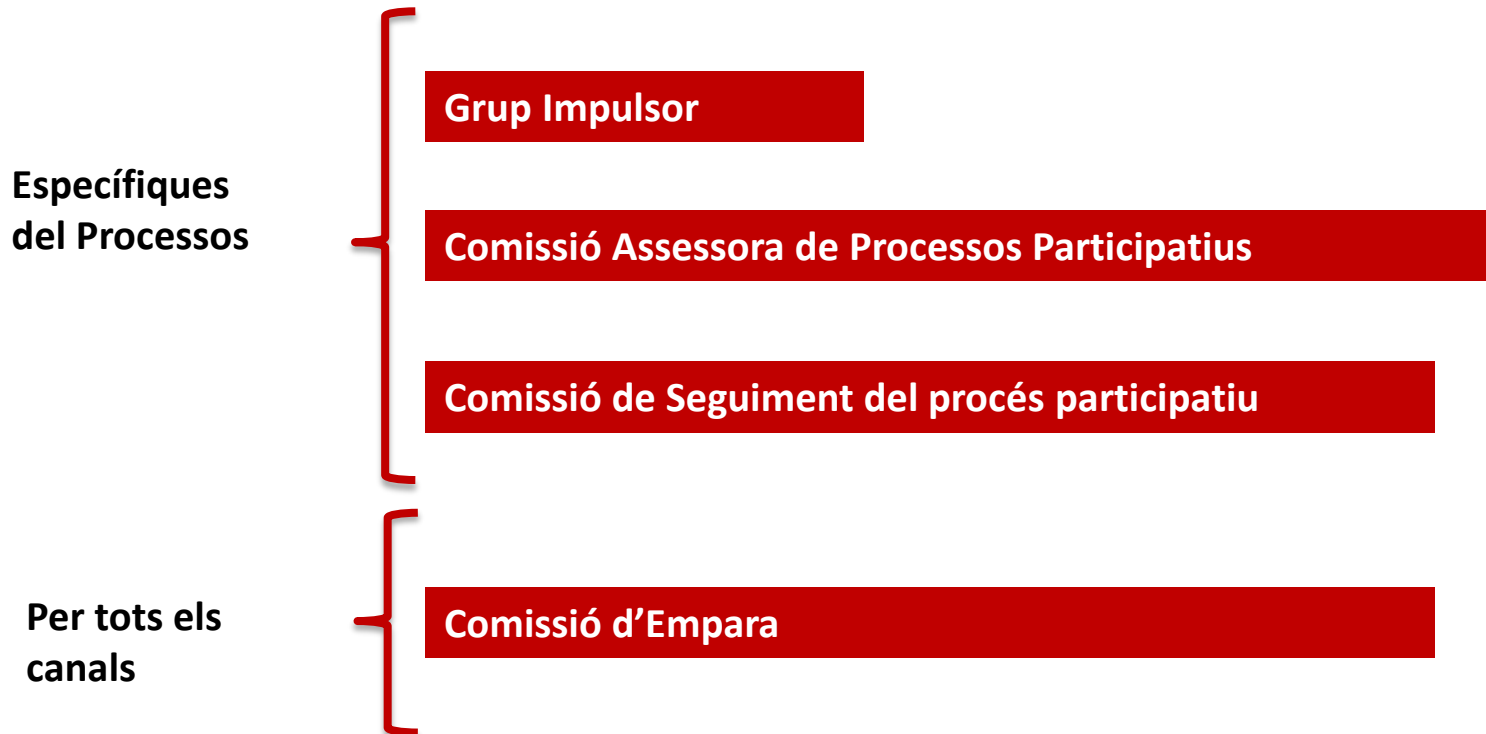 Grup Impulsor
Específiques
del Processos
Comissió Assessora de Processos Participatius
Comissió de Seguiment del procés participatiu
Per tots els
canals
Comissió d’Empara